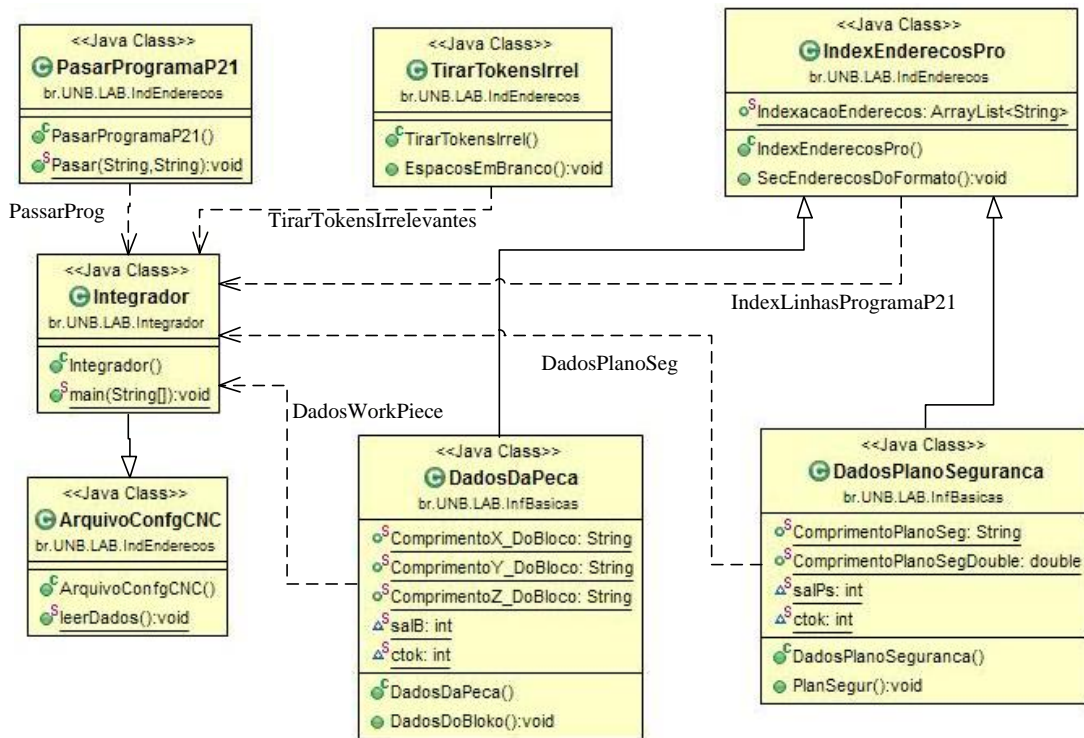 <<Java Class>>
PasarProgramaP21
br.UNB.LAB.IndEnderecos
PasarProgramaP21()
Pasar(String,String):void
<<Java Class>>
TirarTokensIrrel
br.UNB.LAB.IndEnderecos
TirarTokensIrrel()
EspacosEmBranco():void
<<Java Class>>
IndexEnderecosPro
br.UNB.LAB.IndEnderecos
IndexacaoEnderecos: ArrayList<String>
IndexEnderecosPro()
SecEnderecosDoFormato():void
PassarProg
TirarTokensIrrelevantes
IndexLinhasProgramaP21
<<Java Class>>
Integrador
br.UNB.LAB.Integrador
Integrador()
main(String[]):void
DadosPlanoSeg
DadosWorkPiece
<<Java Class>>
ArquivoConfgCNC
br.UNB.LAB.IndEnderecos
ArquivoConfgCNC()
leerDados():void
<<Java Class>>
DadosDaPeca
br.UNB.LAB.InfBasicas
ComprimentoX_DoBloco: String
ComprimentoY_DoBloco: String
ComprimentoZ_DoBloco: String
salB: int
ctok: int
DadosDaPeca()
DadosDoBloko():void
<<Java Class>>
DadosPlanoSeguranca
br.UNB.LAB.InfBasicas
ComprimentoPlanoSeg: String
ComprimentoPlanoSegDouble: double
salPs: int
ctok: int
DadosPlanoSeguranca()
PlanSegur():void